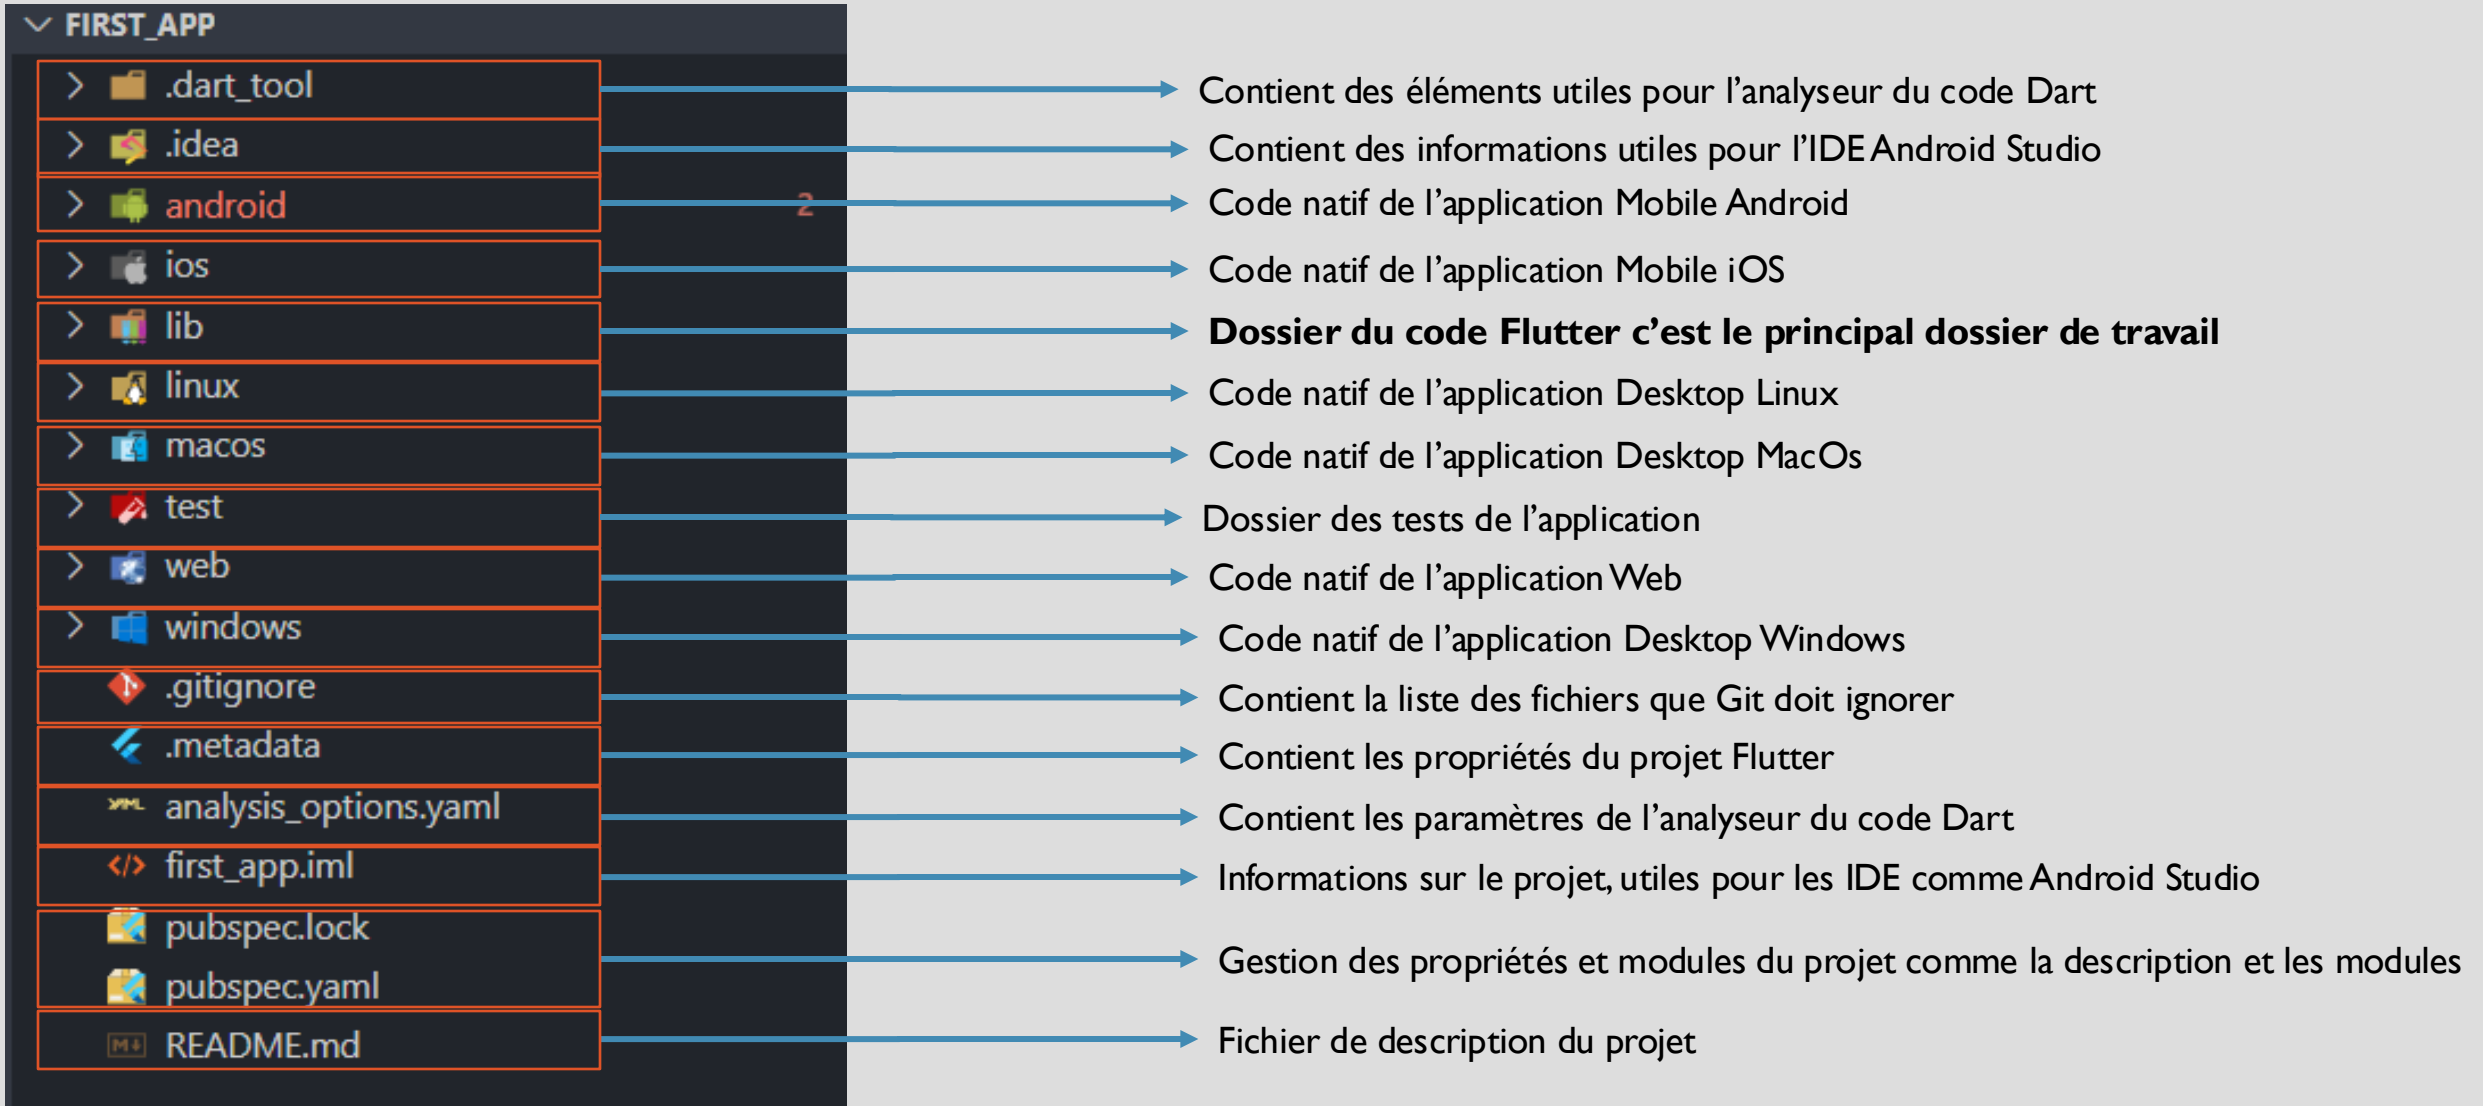 FIRST_APP
.dart_tool
Contient des éléments utiles pour l’analyseur du code Dart
.idea
Contient des informations utiles pour l’IDE Android Studio
android
2
Code natif de l’application Mobile Android
ios
Code natif de l’application Mobile iOS
lib
Dossier du code Flutter c’est le principal dossier de travail
linux
Code natif de l’application Desktop Linux
macos
Code natif de l’application Desktop MacOs
test
Dossier des tests de l’application
web
Code natif de l’application Web
windows
Code natif de l’application Desktop Windows
.gitignore
Contient la liste des fichiers que Git doit ignorer
.metadata
Contient les propriétés du projet Flutter
YAML
analysis_options.yaml
Contient les paramètres de l’analyseur du code Dart
</> first_app.iml
Informations sur le projet, utiles pour les IDE comme Android Studio
pubspec.lock
pubspec.yaml
Gestion des propriétés et modules du projet comme la description et les modules
M↓ README.md
Fichier de description du projet